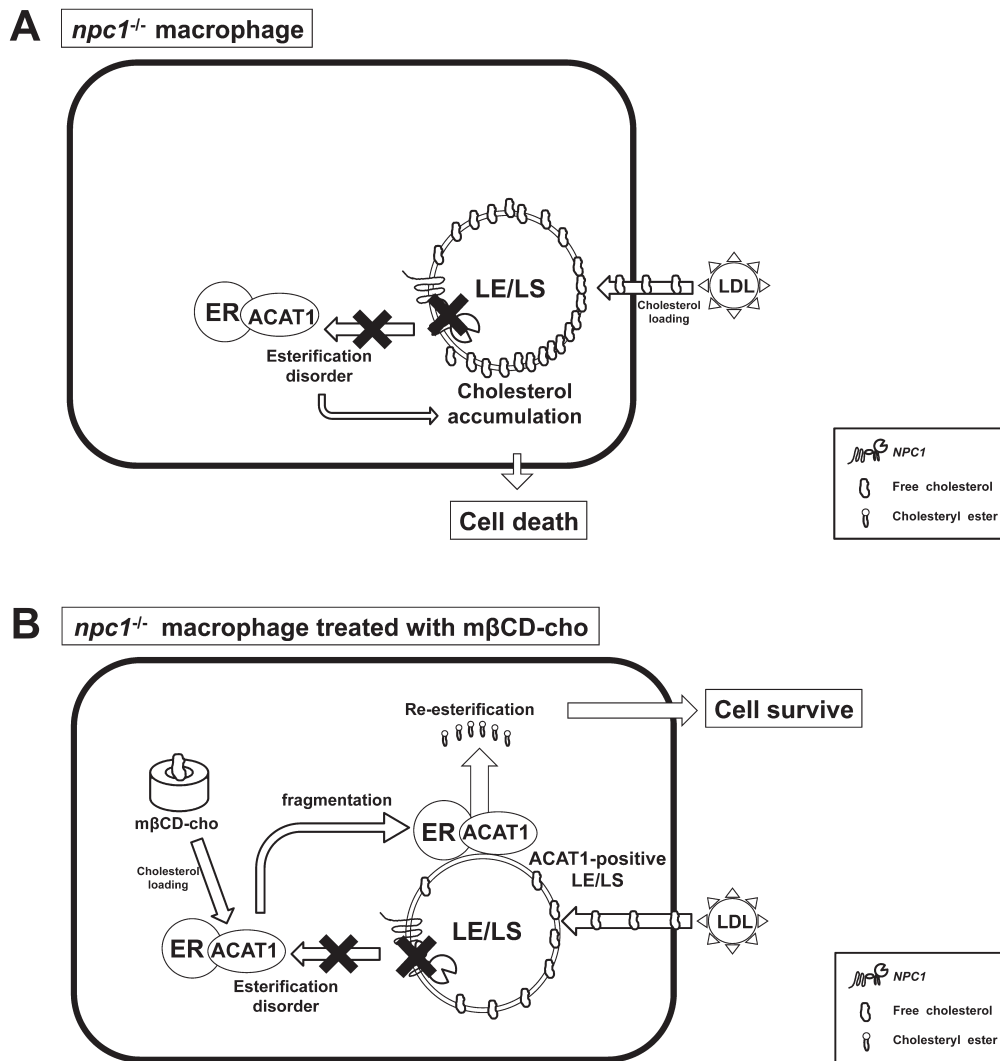 A
npc1-/- macrophage
LE/LS
LDL
Cholesterol
loading
ER
ACAT1
Esterification
disorder
Cholesterol
accumulation
Cell death
NPC1
Free cholesterol
Cholesteryl ester
B
npc1-/- macrophage treated with mβCD-cho
Re-esterification
Cell survive
mβCD-cho
fragmentation
ER
ACAT1
ACAT1-positive
LE/LS
Cholesterol
loading
ER
ACAT1
Esterification
disorder
LE/LS
LDL
NPC1
Free cholesterol
Cholesteryl ester